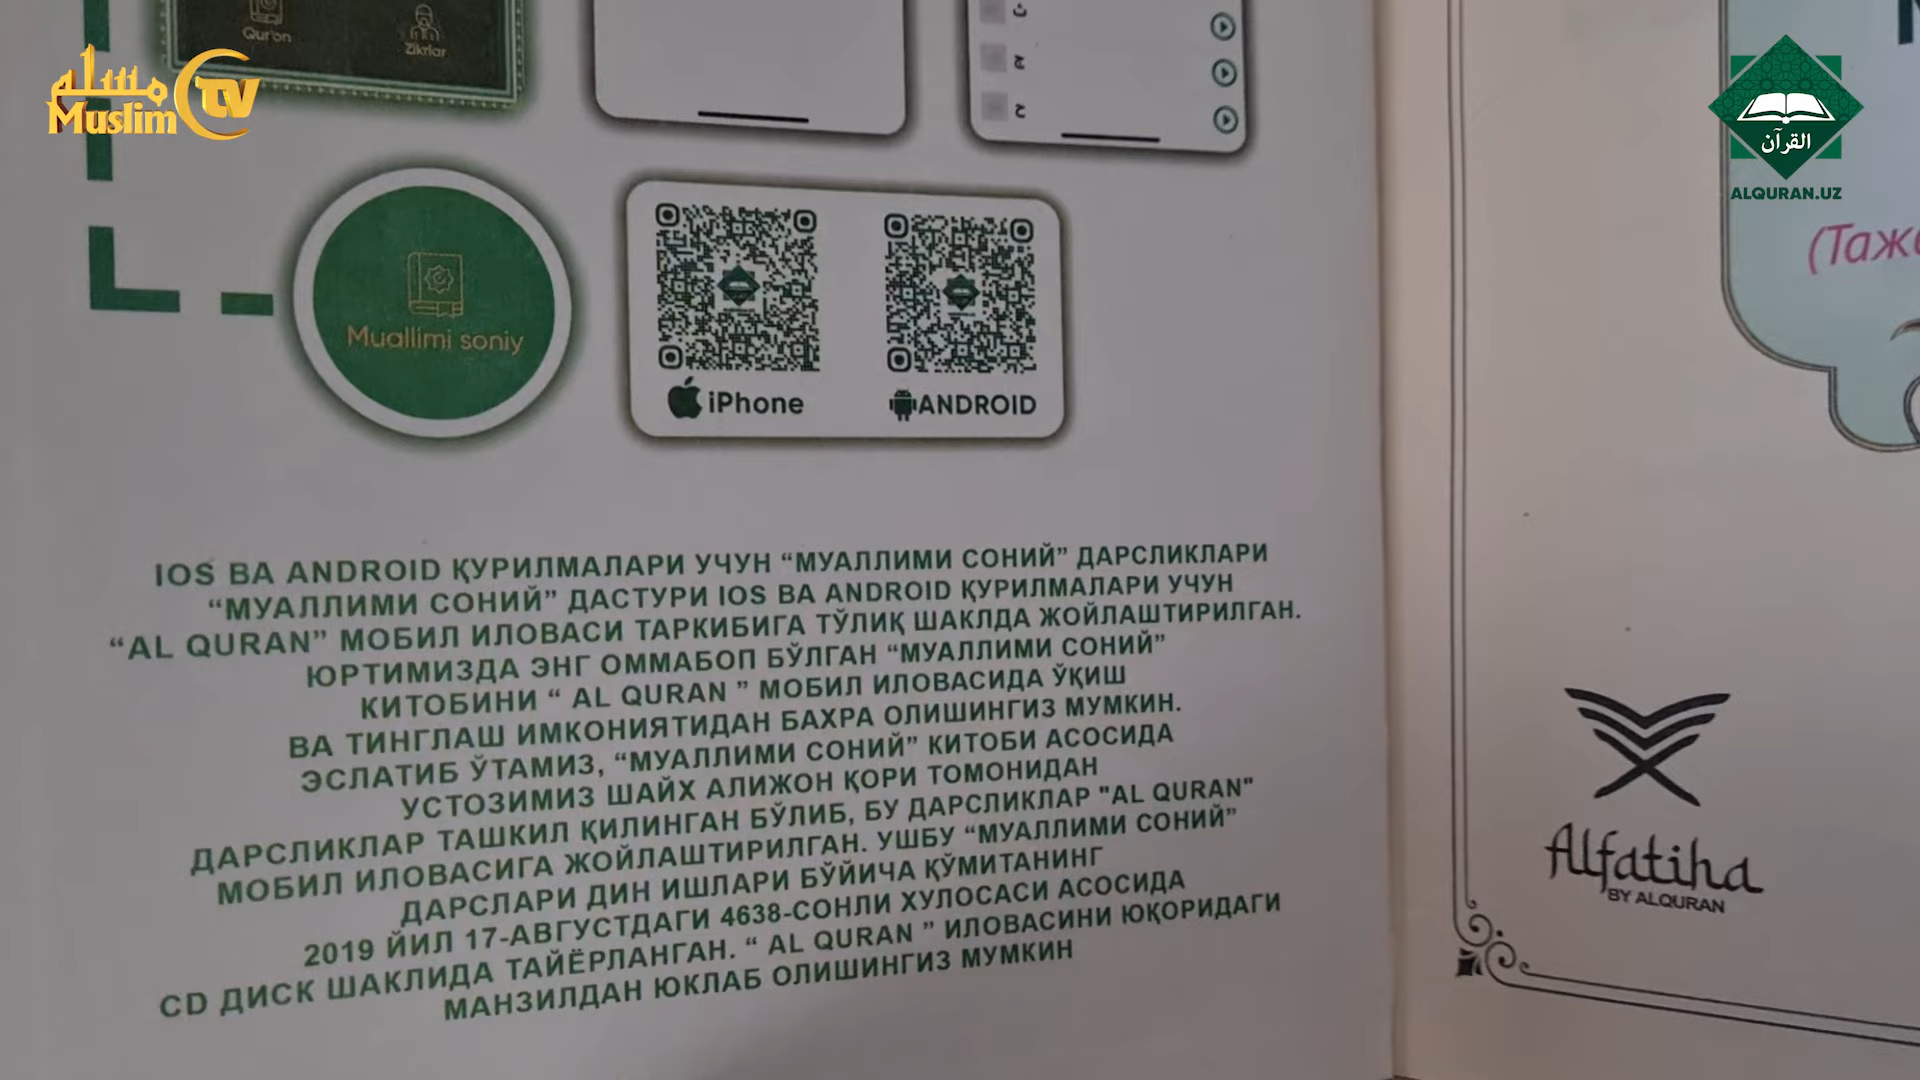 Qur'on
Zikrlar
ث
ج
ح
مسلم
Muslim TV
القرآن
ALQURAN.UZ
(Таж
Muallimi soniy
iPhone
ANDROID
IOS ВА ANDROID ҚУРИЛМАЛАРИ УЧУН “МУАЛЛИМИ СОНИЙ” ДАРСЛИКЛАРИ
“МУАЛЛИМИ СОНИЙ” ДАСТУРИ IOS ВА ANDROID ҚУРИЛМАЛАРИ УЧУН
“AL QURAN” МОБИЛ ИЛОВАСИ ТАРКИБИГА ТЎЛИҚ ШАКЛДА ЖОЙЛАШТИРИЛГАН.
ЮРТИМИЗДА ЭНГ ОММАБОП БЎЛГАН “МУАЛЛИМИ СОНИЙ”
КИТОБИНИ “ AL QURAN ” МОБИЛ ИЛОВАСИДА ЎҚИШ
ВА ТИНГЛАШ ИМКОНИЯТИДАН БАХРА ОЛИШИНГИЗ МУМКИН.
ЭСЛАТИБ ЎТАМИЗ, “МУАЛЛИМИ СОНИЙ” КИТОБИ АСОСИДА
УСТОЗИМИЗ ШАЙХ АЛИЖОН ҚОРИ ТОМОНИДАН
ДАРСЛИКЛАР ТАШКИЛ ҚИЛИНГАН БЎЛИБ, БУ ДАРСЛИКЛАР "AL QURAN"
МОБИЛ ИЛОВАСИГА ЖОЙЛАШТИРИЛГАН. УШБУ “МУАЛЛИМИ СОНИЙ”
ДАРСЛАРИ ДИН ИШЛАРИ БЎЙИЧА ҚЎМИТАНИНГ
2019 ЙИЛ 17-АВГУСТДАГИ 4638-СОНЛИ ХУЛОСАСИ АСОСИДА
CD ДИСК ШАКЛИДА ТАЙЁРЛАНГАН. “ AL QURAN ” ИЛОВАСИНИ ЮҚОРИДАГИ
МАНЗИЛДАН ЮКЛАБ ОЛИШИНГИЗ МУМКИН
Alfatiha
BY ALQURAN